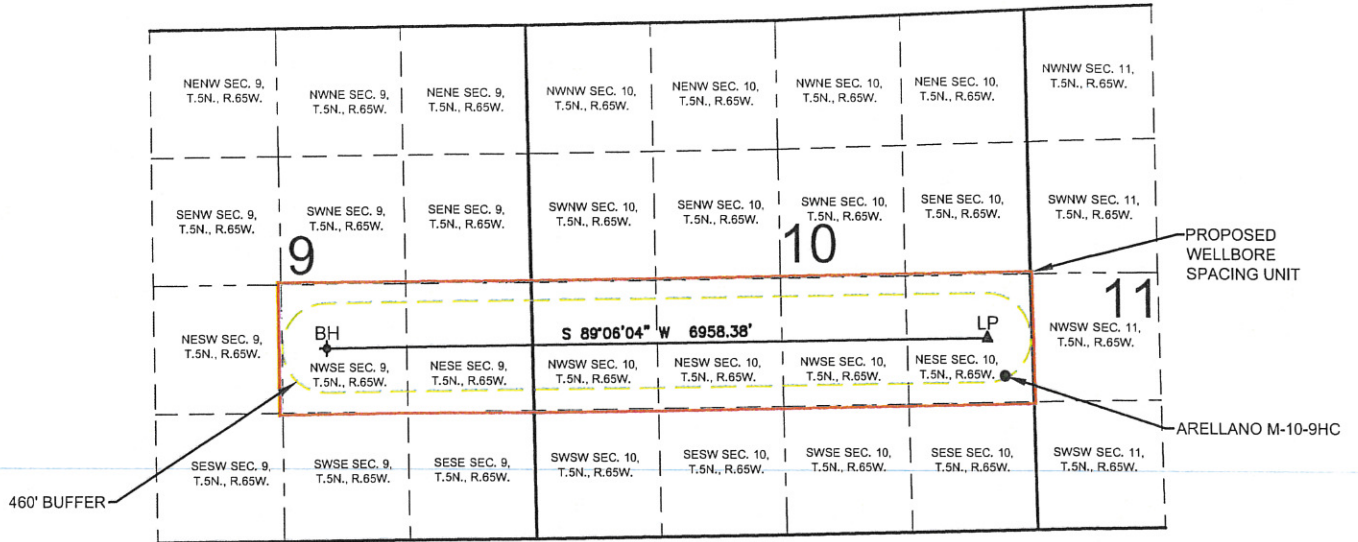 NENW SEC. 9,
T.5N., R.65W.
NWNE SEC. 9,
T.5N., R.65W.
NENE SEC. 9,
T.5N., R.65W.
NWNW SEC. 10,
T.5N., R.65W.
NENW SEC. 10,
T.5N., R.65W.
NWNE SEC. 10,
T.5N., R.65W.
NENE SEC. 10,
T.5N., R.65W.
NWNW SEC. 11,
T.5N., R.65W.
SENW SEC. 9,
T.5N., R.65W.
SWNE SEC. 9,
T.5N., R.65W.
SENE SEC. 9,
T.5N., R.65W.
SWNW SEC. 10,
T.5N., R.65W.
SENW SEC. 10,
T.5N., R.65W.
SWNE SEC. 10,
T.5N., R.65W.
SENE SEC. 10,
T.5N., R.65W.
SWNW SEC. 11,
T.5N., R.65W.
9
10
PROPOSED
WELLBORE
SPACING UNIT
11
BH
S 89°06'04" W 6958.38'
LP
NESW SEC. 9,
T.5N., R.65W.
NWSE SEC. 9,
T.5N., R.65W.
NESE SEC. 9,
T.5N., R.65W.
NWSW SEC. 10,
T.5N., R.65W.
NESW SEC. 10,
T.5N., R.65W.
NWSE SEC. 10,
T.5N., R.65W.
NESE SEC. 10,
T.5N., R.65W.
NWSW SEC. 11,
T.5N., R.65W.
ARELLANO M-10-9HC
SESW SEC. 9,
T.5N., R.65W.
SWSE SEC. 9,
T.5N., R.65W.
SESE SEC. 9,
T.5N., R.65W.
SWSW SEC. 10,
T.5N., R.65W.
SESW SEC. 10,
T.5N., R.65W.
SWSE SEC. 10,
T.5N., R.65W.
SESE SEC. 10,
T.5N., R.65W.
SWSW SEC. 11,
T.5N., R.65W.
460' BUFFER